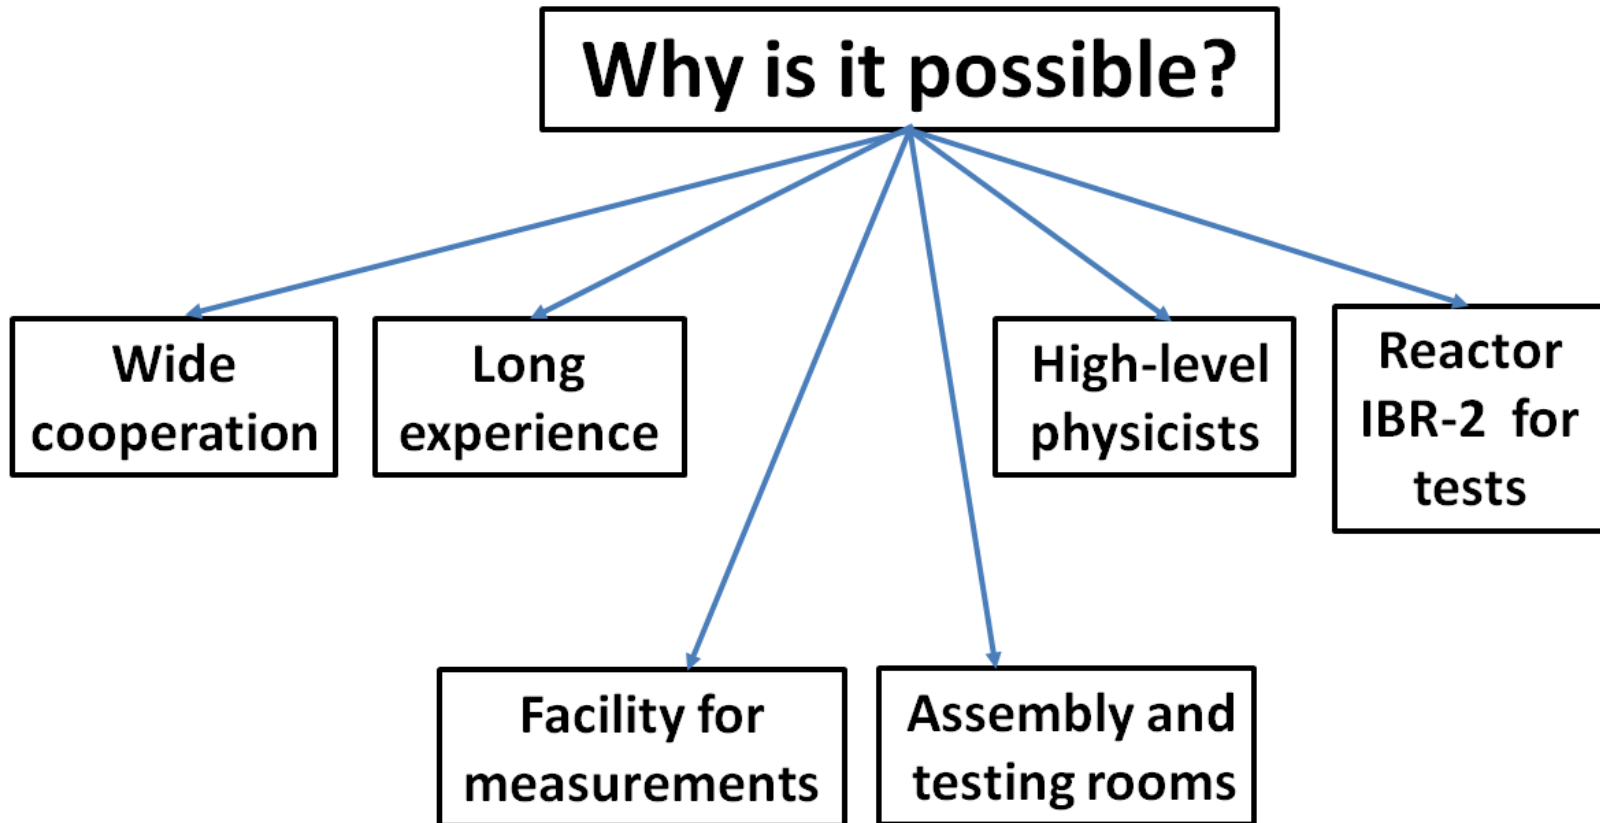 Why is it possible?
Wide
cooperation
Long
experience
High-level
physicists
Reactor
IBR-2 for
tests
Facility for
measurements
Assembly and
testing rooms